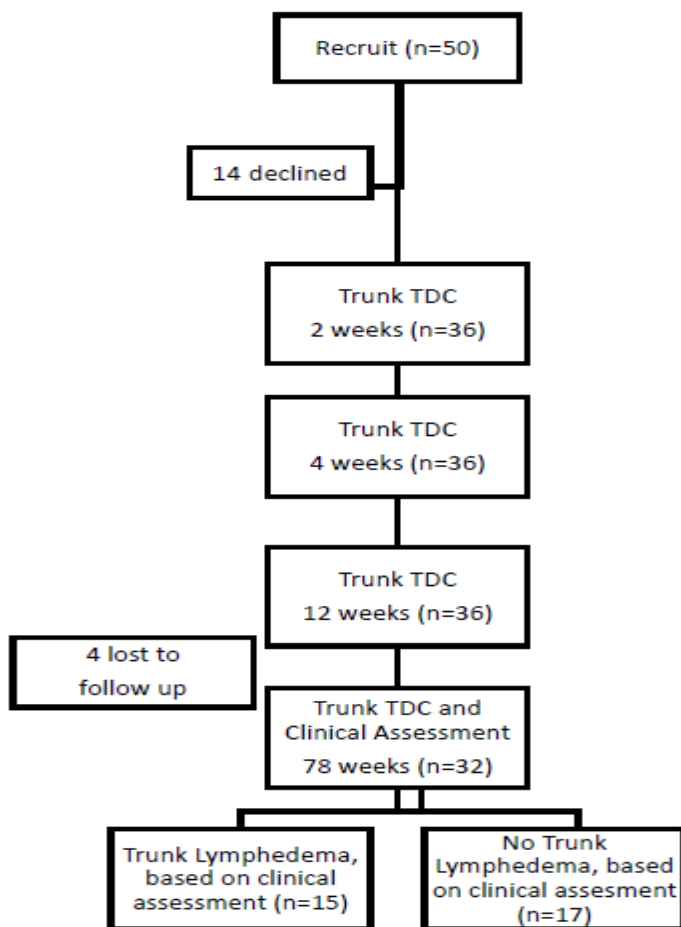 Recruit (n=50)
14 declined
Trunk TDC
2 weeks (n=36)
Trunk TDC
4 weeks (n=36)
Trunk TDC
12 weeks (n=36)
4 lost to
follow up
Trunk TDC and
Clinical Assessment
78 weeks (n=32)
Trunk Lymphedema,
based on clinical
assessment (n=15)
No Trunk
Lymphedema, based
on clinical assesment
(n=17)